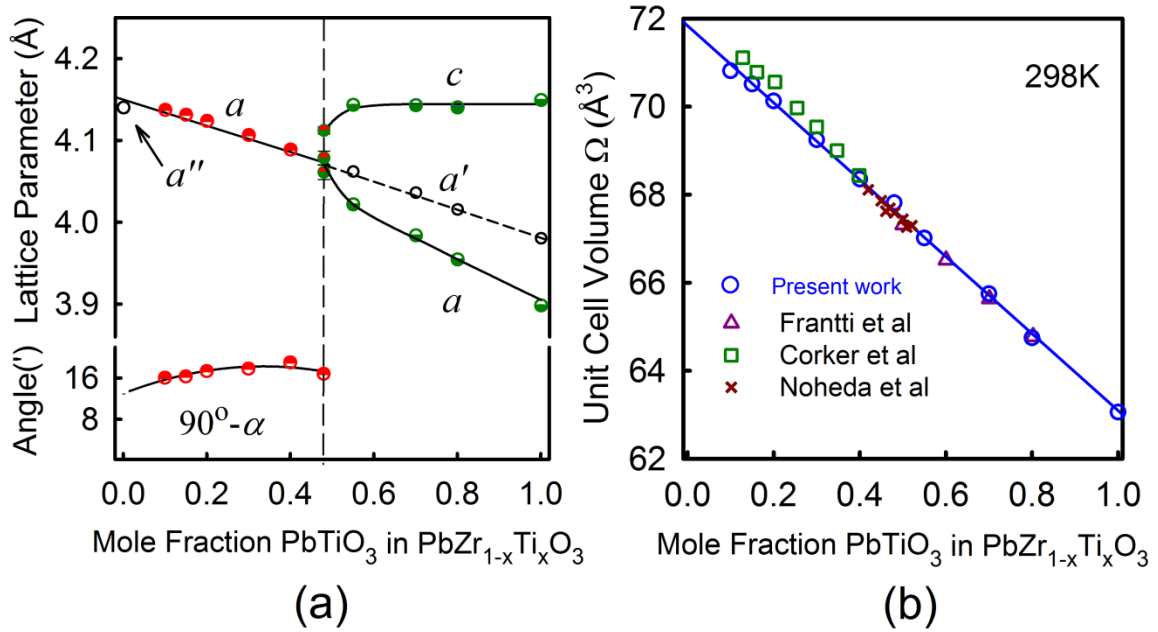 Lattice Parameter (Å)
4.2
4.1
4.0
3.9
a
a''
c
a'
a
Angle(')
16
8
90º-α
0.0 0.2 0.4 0.6 0.8 1.0
Mole Fraction PbTiO₃ in PbZr₁₋ₓTiₓO₃
(a)
Unit Cell Volume Ω (Å³)
72
70
68
66
64
62
298K
Present work
Frantti et al
Corker et al
Noheda et al
0.0 0.2 0.4 0.6 0.8 1.0
Mole Fraction PbTiO₃ in PbZr₁₋ₓTiₓO₃
(b)